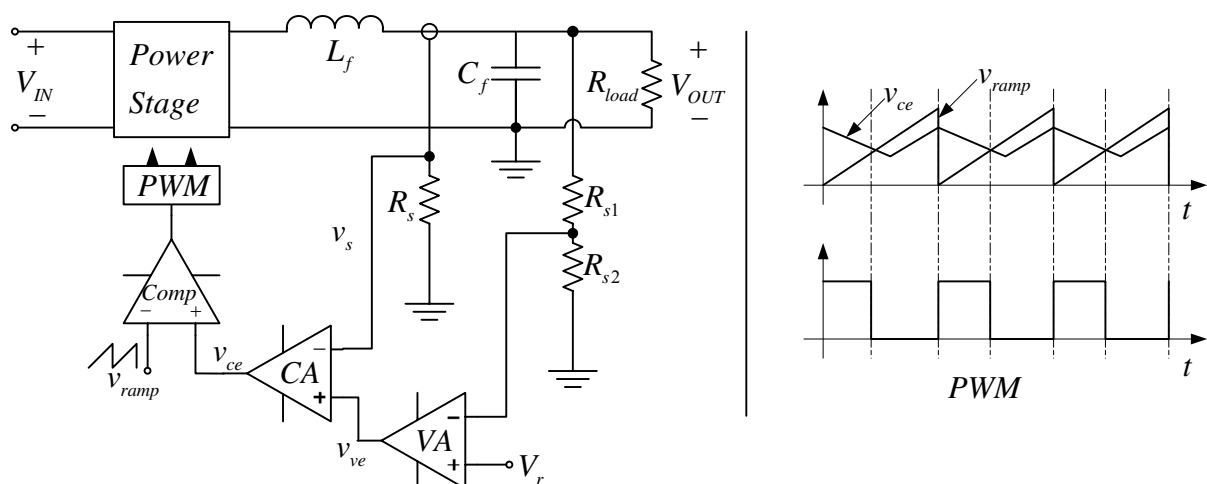 +
V_IN
−
Power
Stage
L_f
C_f
R_load
+
V_OUT
−
PWM
R_s
R_s1
R_s2
v_s
Comp
− +
v_ramp
v_ce
−
CA
+
v_ve
−
VA
+
V_r
v_ce
v_ramp
t
t
PWM